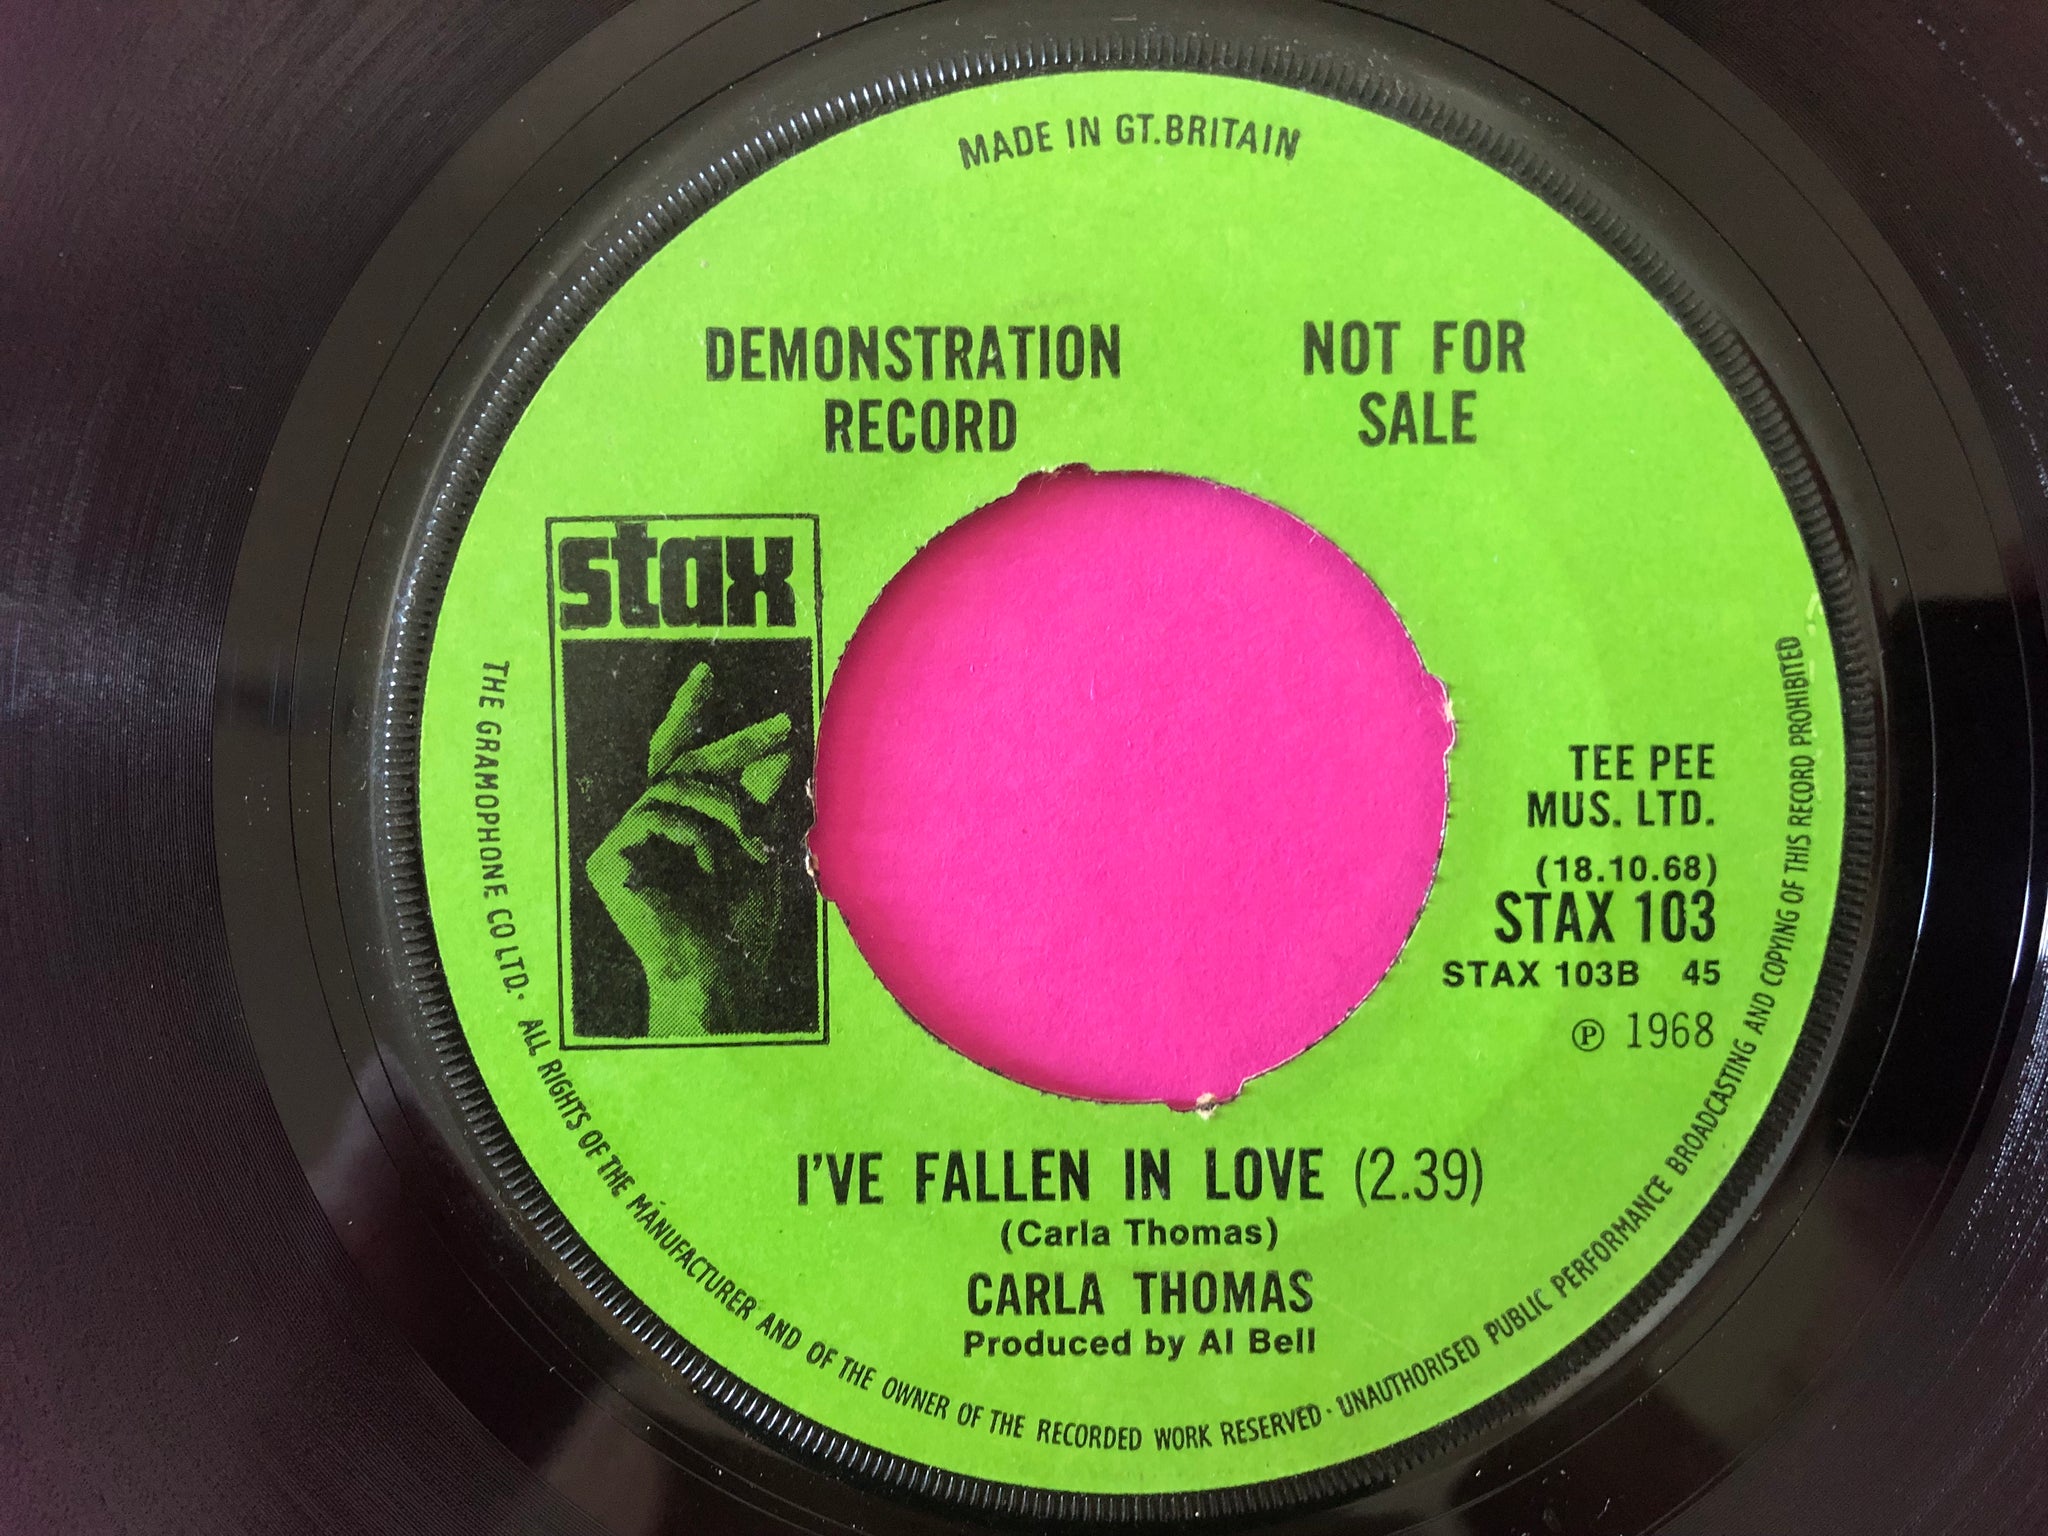 MADE IN GT.BRITAIN
DEMONSTRATION
RECORD
NOT FOR
SALE
stax
TEE PEE
MUS. LTD.
(18.10.68)
STAX 103
STAX 103B 45
℗ 1968
I'VE FALLEN IN LOVE (2.39)
(Carla Thomas)
CARLA THOMAS
Produced by Al Bell
THE GRAMOPHONE CO LTD. · ALL RIGHTS OF THE MANUFACTURER AND OF THE OWNER OF THE RECORDED WORK RESERVED · UNAUTHORISED PUBLIC PERFORMANCE BROADCASTING AND COPYING OF THIS RECORD PROHIBITED